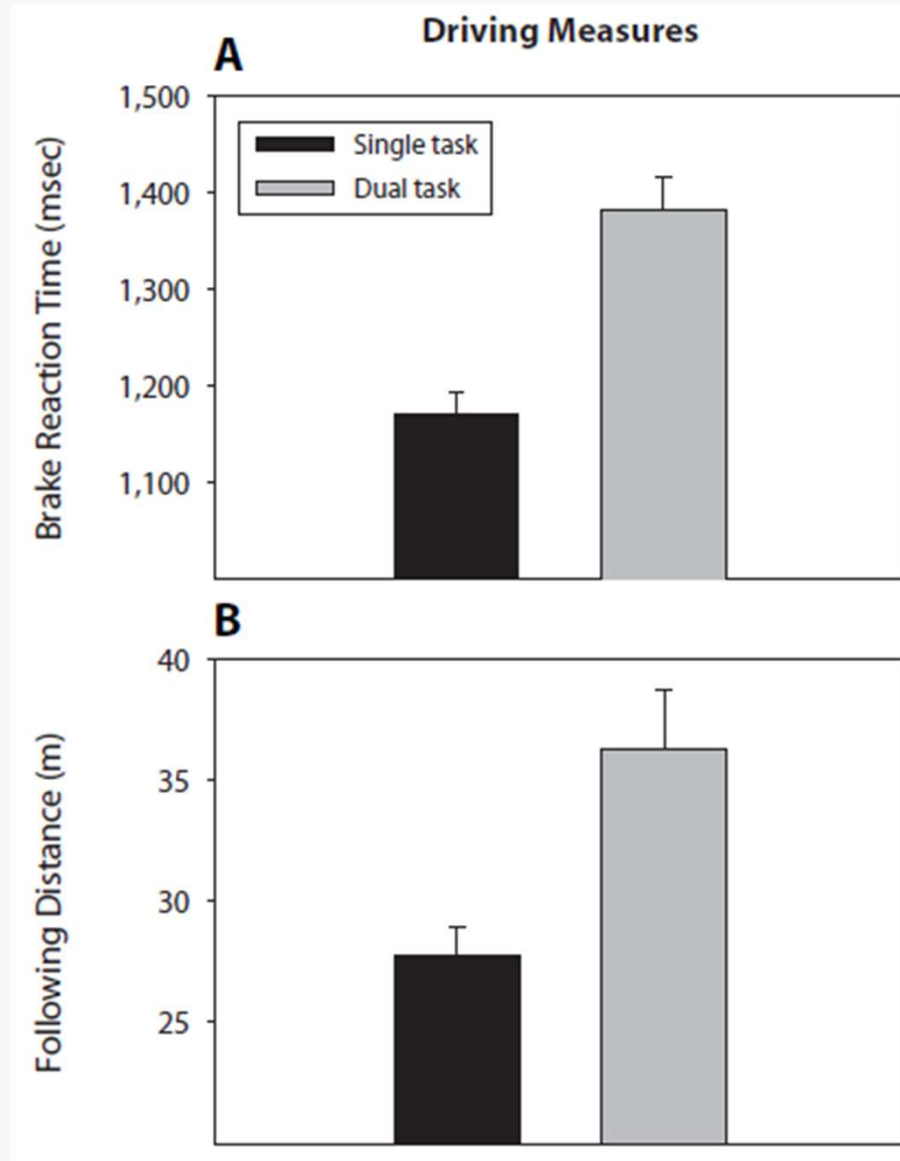 Driving Measures
A
Brake Reaction Time (msec)
1,500
1,400
1,300
1,200
1,100
Single task
Dual task
B
Following Distance (m)
40
35
30
25